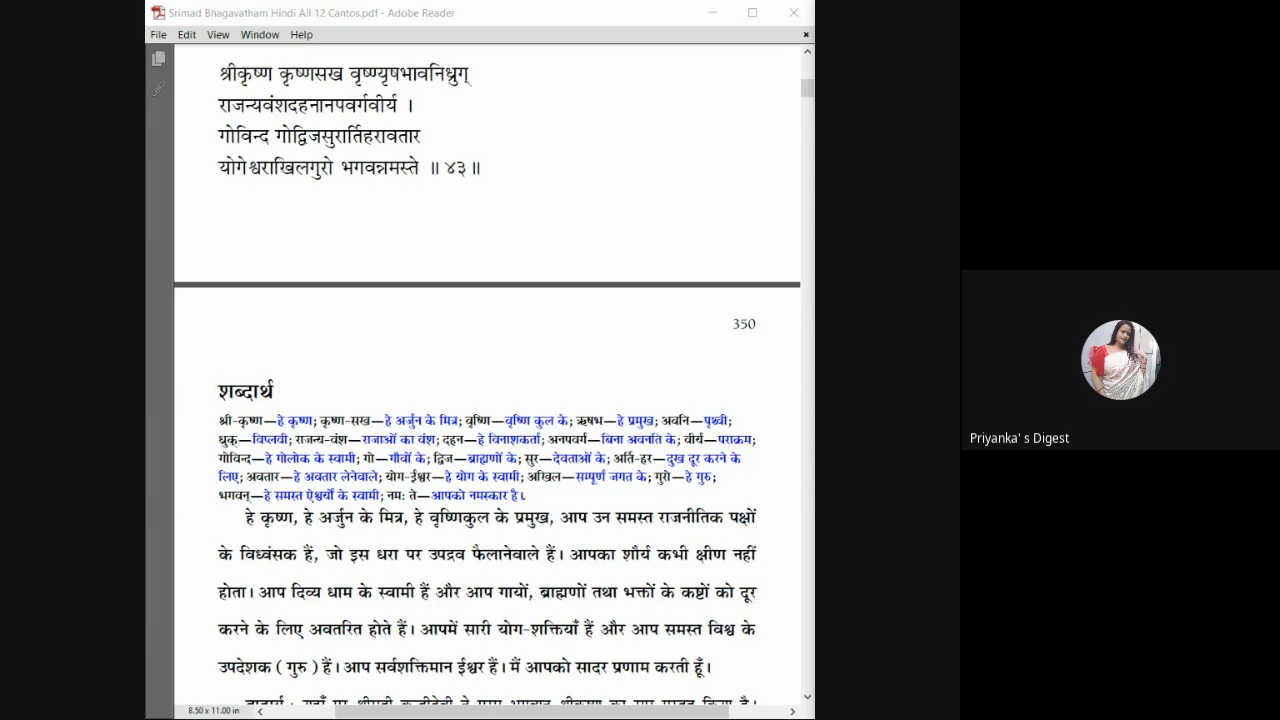 Srimad Bhagavatham Hindi All 12 Cantos.pdf - Adobe Reader
File Edit View Window Help
श्रीकृष्ण कृष्णसख वृष्ण्यृषभावनिध्रुग्
राजन्यवंशदहनानपवर्गवीर्य ।
गोविन्द गोद्विजसुरार्तिहरावतार
योगेश्वराखिलगुरो भगवन्नमस्ते ॥ ४३॥
350
शब्दार्थ
श्री-कृष्ण—हे कृष्ण; कृष्ण-सख—हे अर्जुन के मित्र; वृष्णि—वृष्णि कुल के; ऋषभ—हे प्रमुख; अवनि—पृथ्वी;
ध्रुक्—विप्लवी; राजन्य-वंश—राजाओं का वंश; दहन—हे विनाशकर्ता; अनपवर्ग—बिना अवनति के; वीर्य—पराक्रम;
गोविन्द—हे गोलोक के स्वामी; गो—गौंवों के; द्विज—ब्राह्मणों के; सुर—देवताओं के; अर्ति-हर—दुख दूर करने के
लिए; अवतार—हे अवतार लेनेवाले; योग-ईश्वर—हे योग के स्वामी; अखिल—सम्पूर्ण जगत के; गुरो—हे गुरु;
भगवन्—हे समस्त ऐश्वर्यों के स्वामी; नमः ते—आपको नमस्कार है।
हे कृष्ण, हे अर्जुन के मित्र, हे वृष्णिकुल के प्रमुख, आप उन समस्त राजनीतिक पक्षों
के विध्वंसक हैं, जो इस धरा पर उपद्रव फैलानेवाले हैं। आपका शौर्य कभी क्षीण नहीं
होता। आप दिव्य धाम के स्वामी हैं और आप गायों, ब्राह्मणों तथा भक्तों के कष्टों को दूर
करने के लिए अवतरित होते हैं। आपमें सारी योग-शक्तियाँ हैं और आप समस्त विश्व के
उपदेशक ( गुरु ) हैं। आप सर्वशक्तिमान ईश्वर हैं। मैं आपको सादर प्रणाम करती हूँ।
8.50 x 11.00 in
Priyanka' s Digest